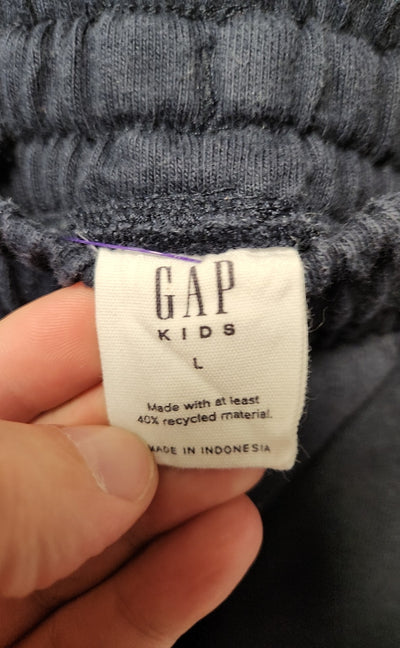 GAP
KIDS
L
Made with at least
40% recycled material.
MADE IN INDONESIA